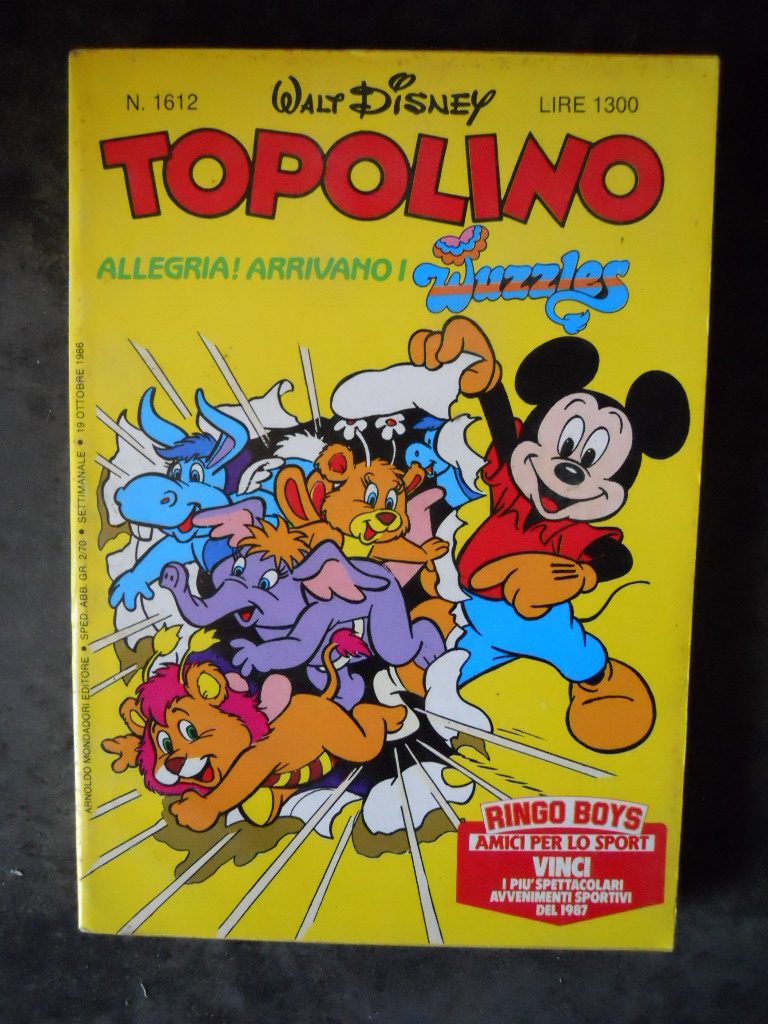 N. 1612
WALT DISNEY
LIRE 1300
TOPOLINO
ALLEGRIA! ARRIVANO I Wuzzles
ARNOLDO MONDADORI EDITORE • SPED. ABB. GR. 2/70 • SETTIMANALE • 19 OTTOBRE 1986
RINGO BOYS
AMICI PER LO SPORT
VINCI
I PIU' SPETTACOLARI
AVVENIMENTI SPORTIVI
DEL 1987